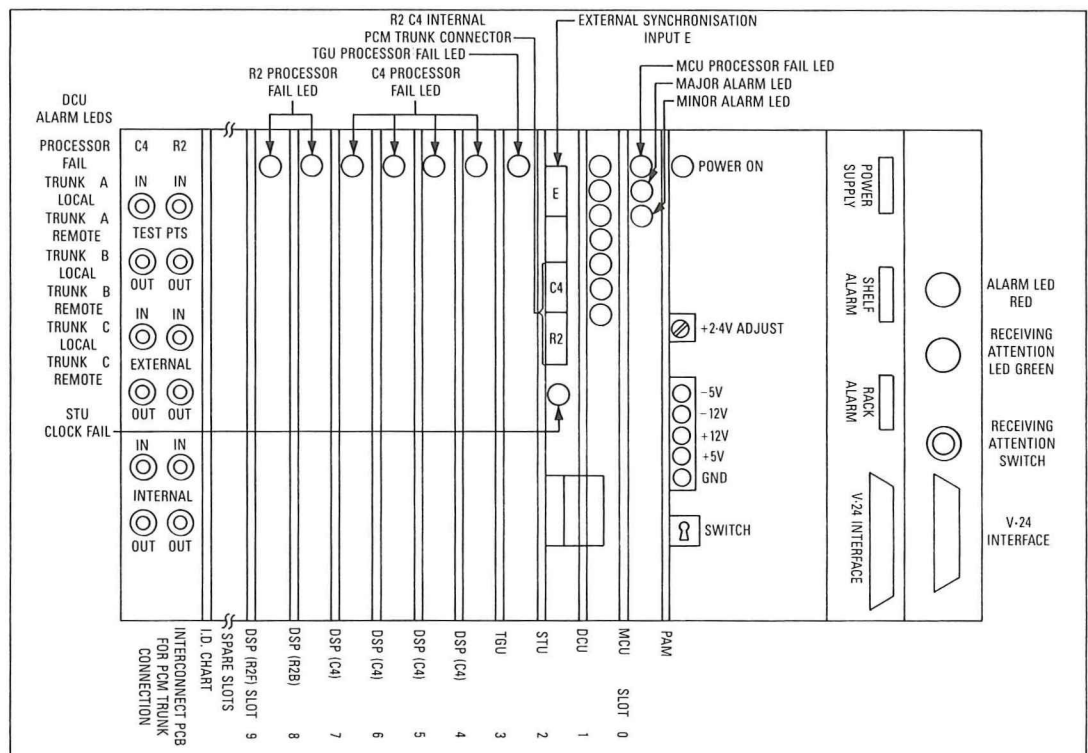 R2 C4 INTERNAL
PCM TRUNK CONNECTOR
TGU PROCESSOR FAIL LED
EXTERNAL SYNCHRONISATION
INPUT E
R2 PROCESSOR
FAIL LED
C4 PROCESSOR
FAIL LED
MCU PROCESSOR FAIL LED
MAJOR ALARM LED
MINOR ALARM LED
DCU
ALARM LEDS
PROCESSOR
FAIL
TRUNK A
LOCAL
TRUNK A
REMOTE
TRUNK B
LOCAL
TRUNK B
REMOTE
TRUNK C
LOCAL
TRUNK C
REMOTE
STU
CLOCK FAIL
C4 R2
IN IN
TEST PTS
OUT OUT
IN IN
EXTERNAL
OUT OUT
IN IN
INTERNAL
OUT OUT
E
C4
R2
POWER ON
+2·4V ADJUST
−5V
−12V
+12V
+5V
GND
SWITCH
POWER
SUPPLY
SHELF
ALARM
RACK
ALARM
V·24 INTERFACE
ALARM LED
RED
RECEIVING
ATTENTION
LED GREEN
RECEIVING
ATTENTION
SWITCH
V·24
INTERFACE
INTERCONNECT PCB
FOR PCM TRUNK
CONNECTION
I.D. CHART
SPARE SLOTS
DSP (R2F) SLOT 9
DSP (R2B) 8
DSP (C4) 7
DSP (C4) 6
DSP (C4) 5
DSP (C4) 4
TGU 3
STU 2
DCU 1
MCU SLOT 0
PAM